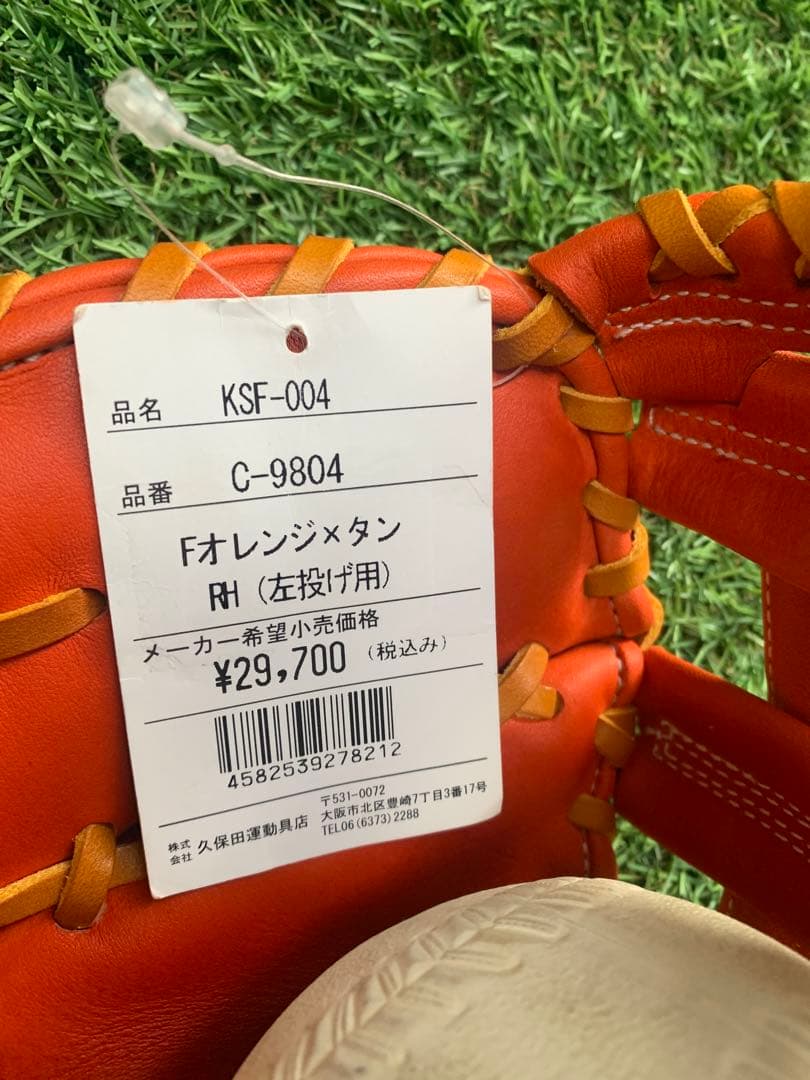 品名 KSF-004
品番 C-9804
Fオレンジ×タン
RH (左投げ用)
メーカー希望小売価格
¥29,700 (税込み)
4582539278212
株式会社 久保田運動具店
〒531-0072
大阪市北区豊崎7丁目3番17号
TEL06(6373)2288